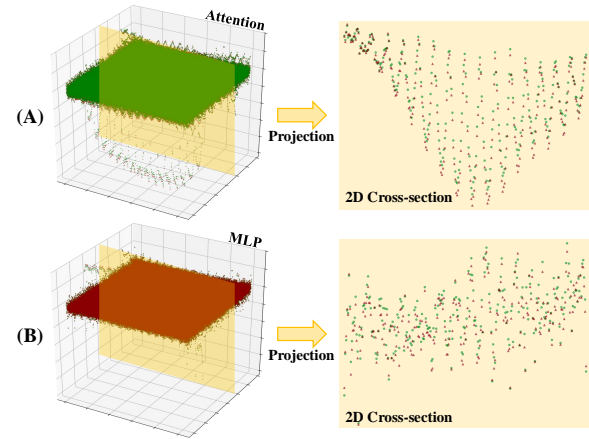 Attention
(A)
Projection
2D Cross-section
MLP
(B)
Projection
2D Cross-section